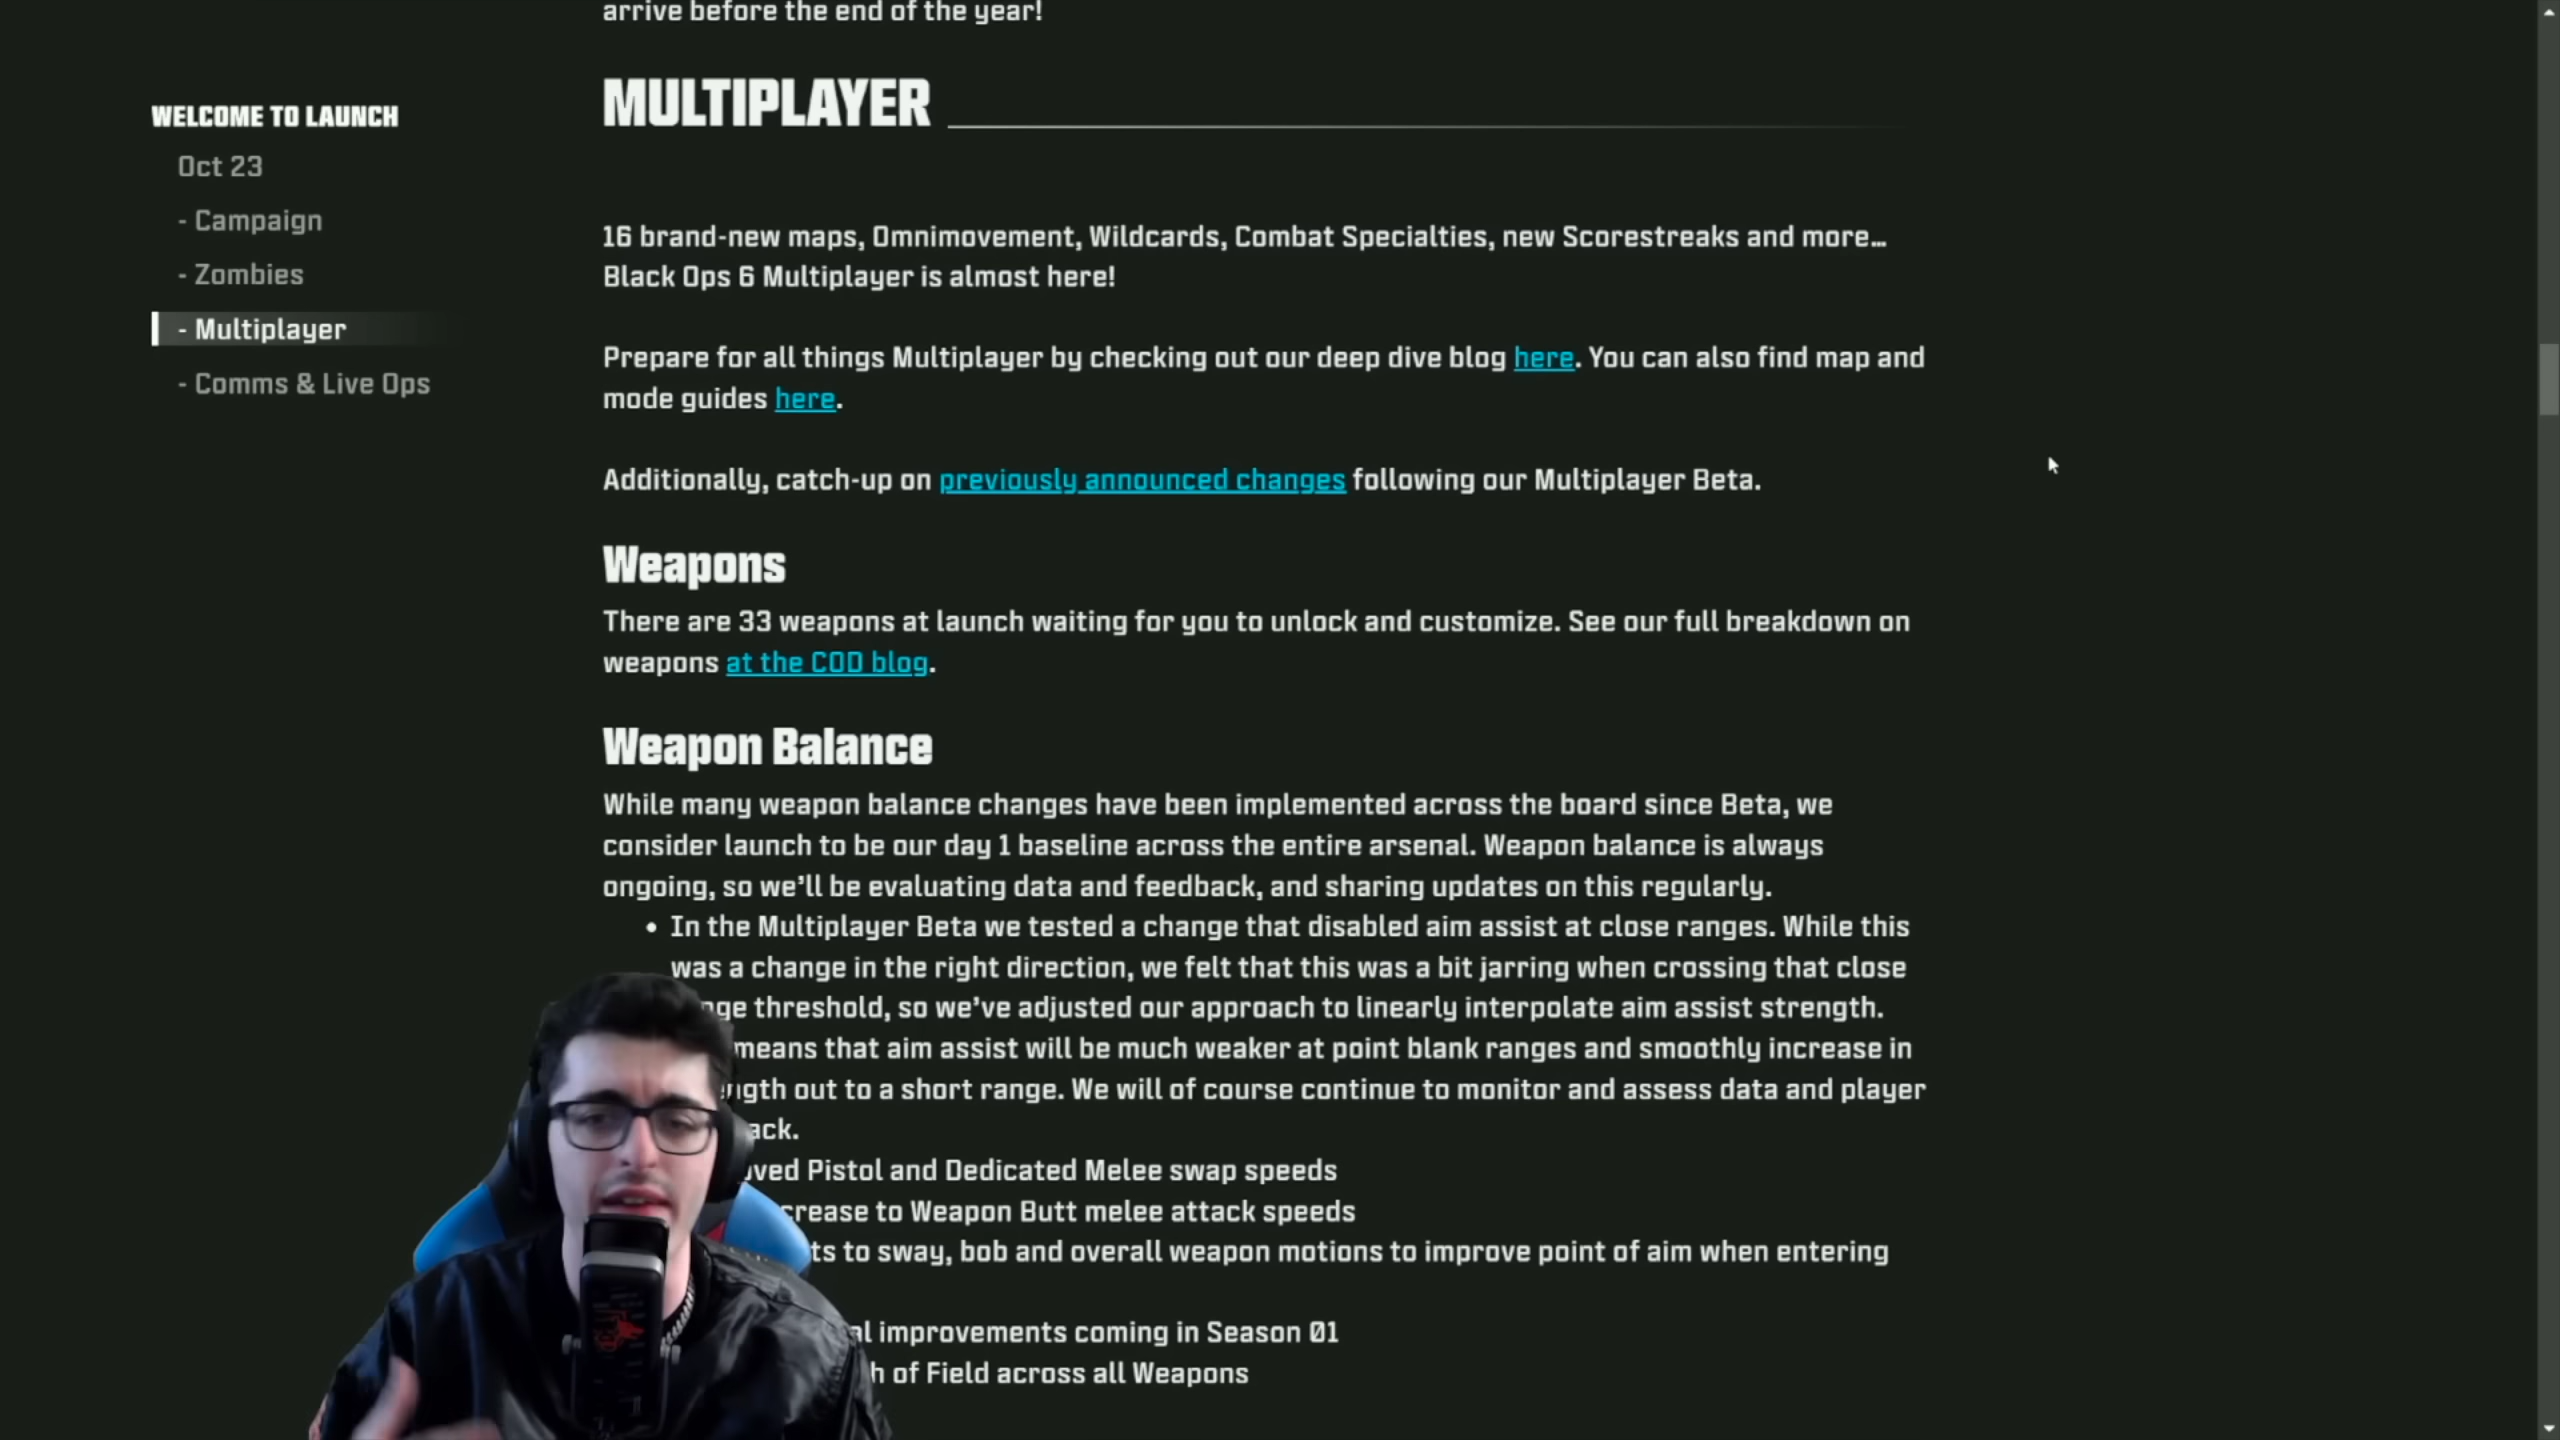 arrive before the end of the year!
WELCOME TO LAUNCH
Oct 23
- Campaign
- Zombies
- Multiplayer
- Comms & Live Ops
MULTIPLAYER
16 brand-new maps, Omnimovement, Wildcards, Combat Specialties, new Scorestreaks and more...
Black Ops 6 Multiplayer is almost here!
Prepare for all things Multiplayer by checking out our deep dive blog here. You can also find map and
mode guides here.
Additionally, catch-up on previously announced changes following our Multiplayer Beta.
Weapons
There are 33 weapons at launch waiting for you to unlock and customize. See our full breakdown on
weapons at the COD blog.
Weapon Balance
While many weapon balance changes have been implemented across the board since Beta, we
consider launch to be our day 1 baseline across the entire arsenal. Weapon balance is always
ongoing, so we'll be evaluating data and feedback, and sharing updates on this regularly.
• In the Multiplayer Beta we tested a change that disabled aim assist at close ranges. While this
was a change in the right direction, we felt that this was a bit jarring when crossing that close
threshold, so we've adjusted our approach to linearly interpolate aim assist strength.
means that aim assist will be much weaker at point blank ranges and smoothly increase in
out to a short range. We will of course continue to monitor and assess data and player
Pistol and Dedicated Melee swap speeds
to Weapon Butt melee attack speeds
to sway, bob and overall weapon motions to improve point of aim when entering
improvements coming in Season 01
of Field across all Weapons